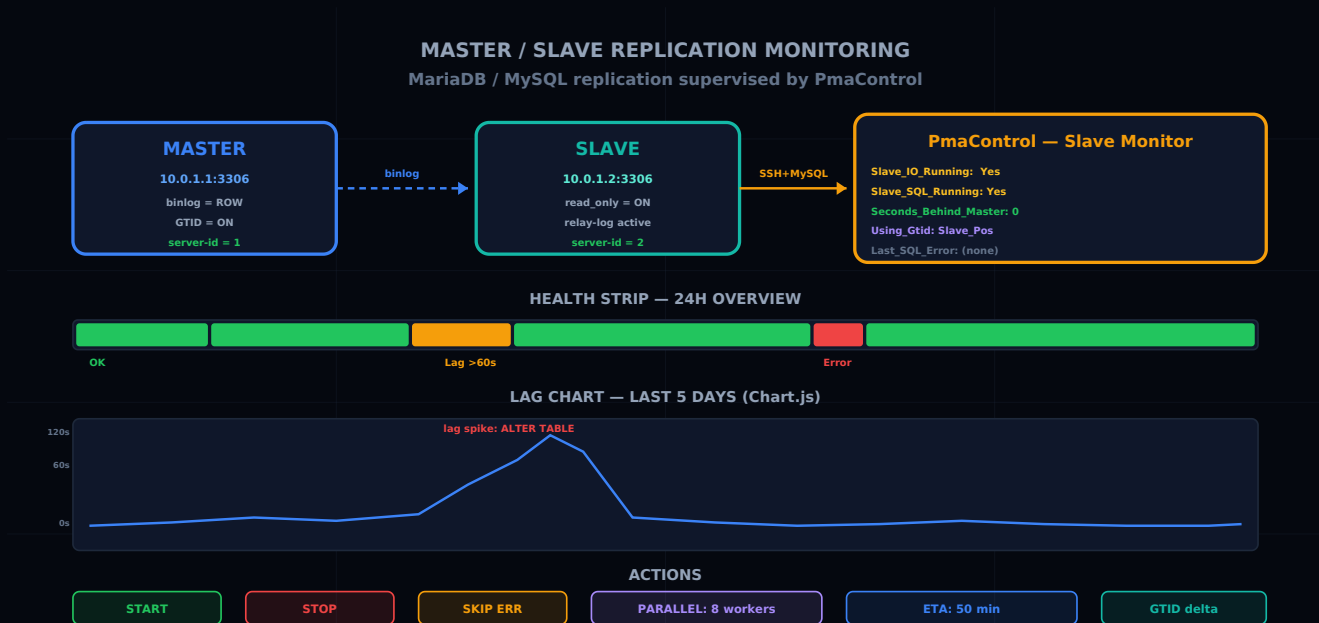 MASTER / SLAVE REPLICATION MONITORING
MariaDB / MySQL replication supervised by PmaControl
MASTER
10.0.1.1:3306
binlog = ROW
GTID = ON
server-id = 1
binlog
SLAVE
10.0.1.2:3306
read_only = ON
relay-log active
server-id = 2
SSH+MySQL
PmaControl — Slave Monitor
Slave_IO_Running:  Yes
Slave_SQL_Running: Yes
Seconds_Behind_Master: 0
Using_Gtid: Slave_Pos
Last_SQL_Error: (none)
HEALTH STRIP — 24H OVERVIEW
OK
Lag >60s
Error
LAG CHART — LAST 5 DAYS (Chart.js)
lag spike: ALTER TABLE
120s
60s
0s
ACTIONS
START
STOP
SKIP ERR
PARALLEL: 8 workers
ETA: 50 min
GTID delta